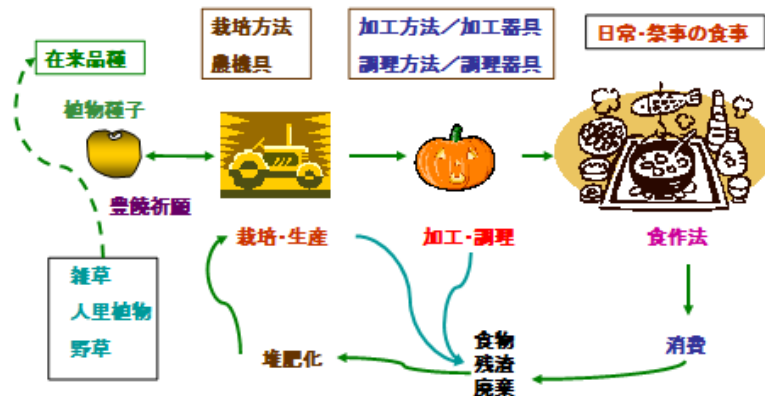 在来品種
栽培方法
農機具
加工方法／加工器具
調理方法／調理器具
日常・祭事の食事
植物種子
豊饒祈願
栽培・生産
加工・調理
食作法
雑草
人里植物
野草
堆肥化
食物
残渣
廃棄
消費